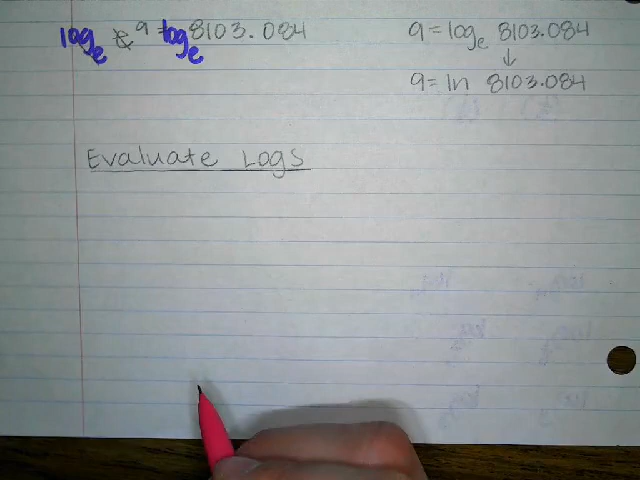 logₑ e⁹ = logₑ 8103.084
9 = logₑ 8103.084
↓
9 = ln 8103.084
Evaluate Logs